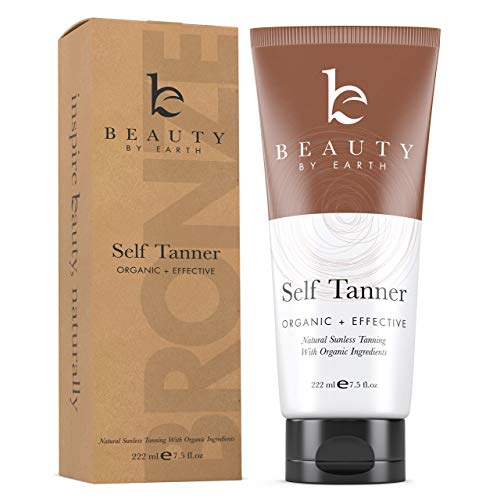 inspire beauty, naturally
BRONZE
BEAUTY
BY EARTH
Self Tanner
ORGANIC + EFFECTIVE
Natural Sunless Tanning With Organic Ingredients
222 ml e 7.5 fl.oz
BEAUTY
BY EARTH
Self Tanner
ORGANIC + EFFECTIVE
Natural Sunless Tanning
With Organic Ingredients
222 ml e 7.5 fl.oz